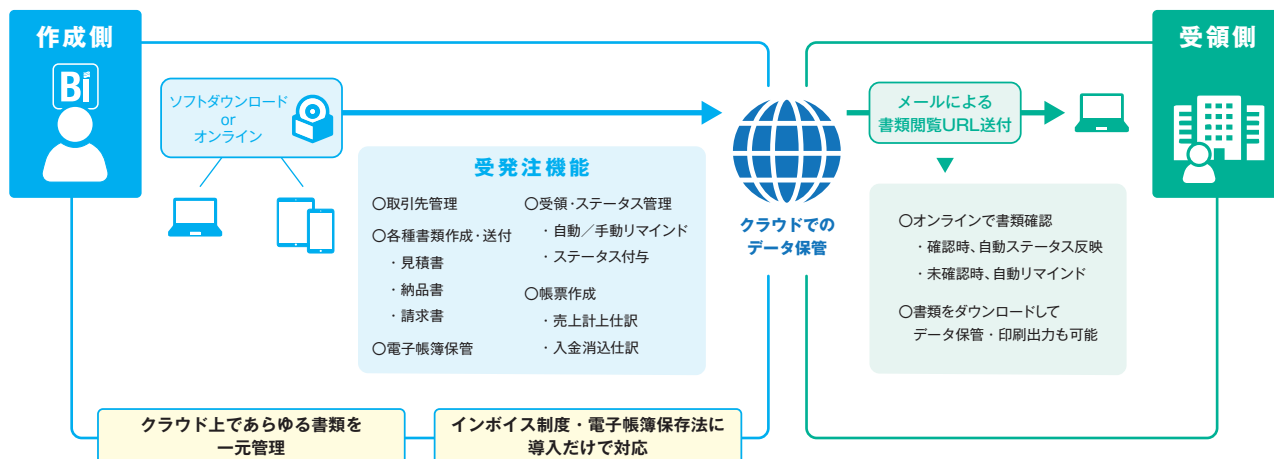 作成側
Bi
ソフトダウンロード
or
オンライン
受発注機能
〇取引先管理
〇各種書類作成・送付
・見積書
・納品書
・請求書
〇電子帳簿保管
〇受領・ステータス管理
・自動／手動リマインド
・ステータス付与
〇帳票作成
・売上計上仕訳
・入金消込仕訳
クラウドでの
データ保管
メールによる
書類閲覧URL送付
受領側
〇オンラインで書類確認
・確認時、自動ステータス反映
・未確認時、自動リマインド
〇書類をダウンロードして
データ保管・印刷出力も可能
クラウド上であらゆる書類を
一元管理
インボイス制度・電子帳簿保存法に
導入だけで対応